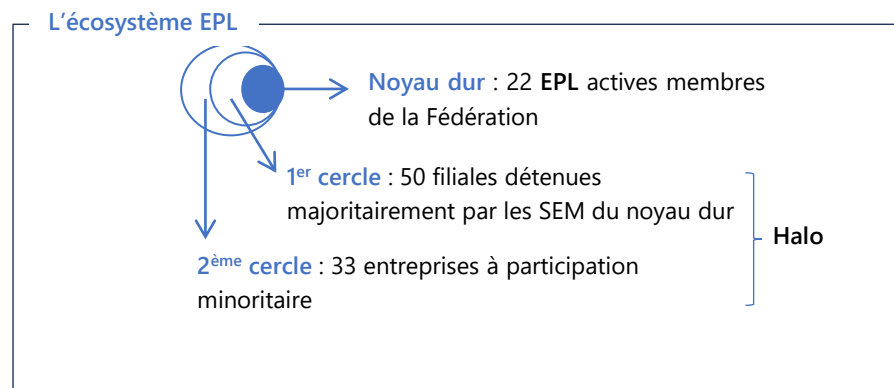 L'écosystème EPL
Noyau dur : 22 EPL actives membres
de la Fédération
1er cercle : 50 filiales détenues
majoritairement par les SEM du noyau dur
Halo
2ème cercle : 33 entreprises à participation
minoritaire